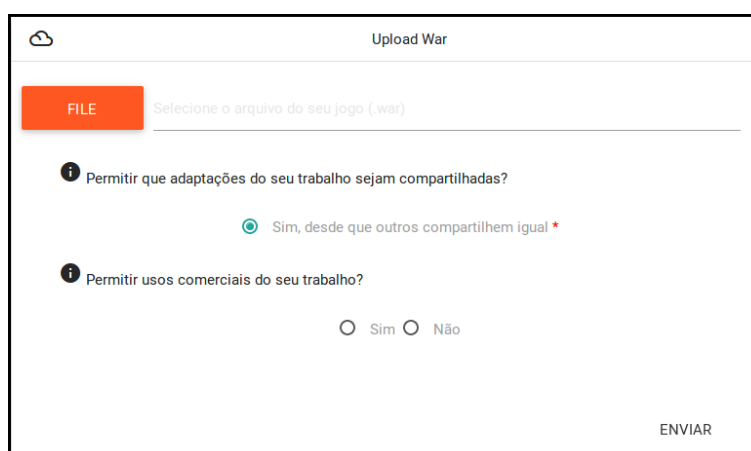 Upload War
FILE Selecione o arquivo do seu jogo (.war)
Permitir que adaptações do seu trabalho sejam compartilhadas?
Sim, desde que outros compartilhem igual *
Permitir usos comerciais do seu trabalho?
Sim Não
ENVIAR